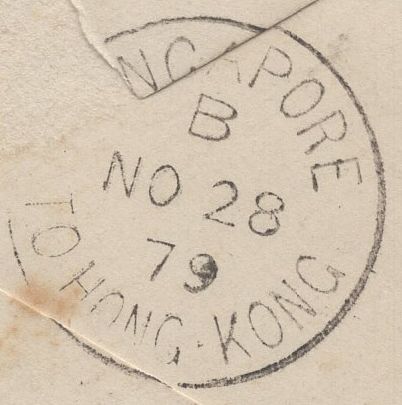 NGAPORE
B
NO 28
79
TO HONG-KONG